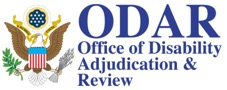 ODAR
Office of Disability
Adjudication &
Review